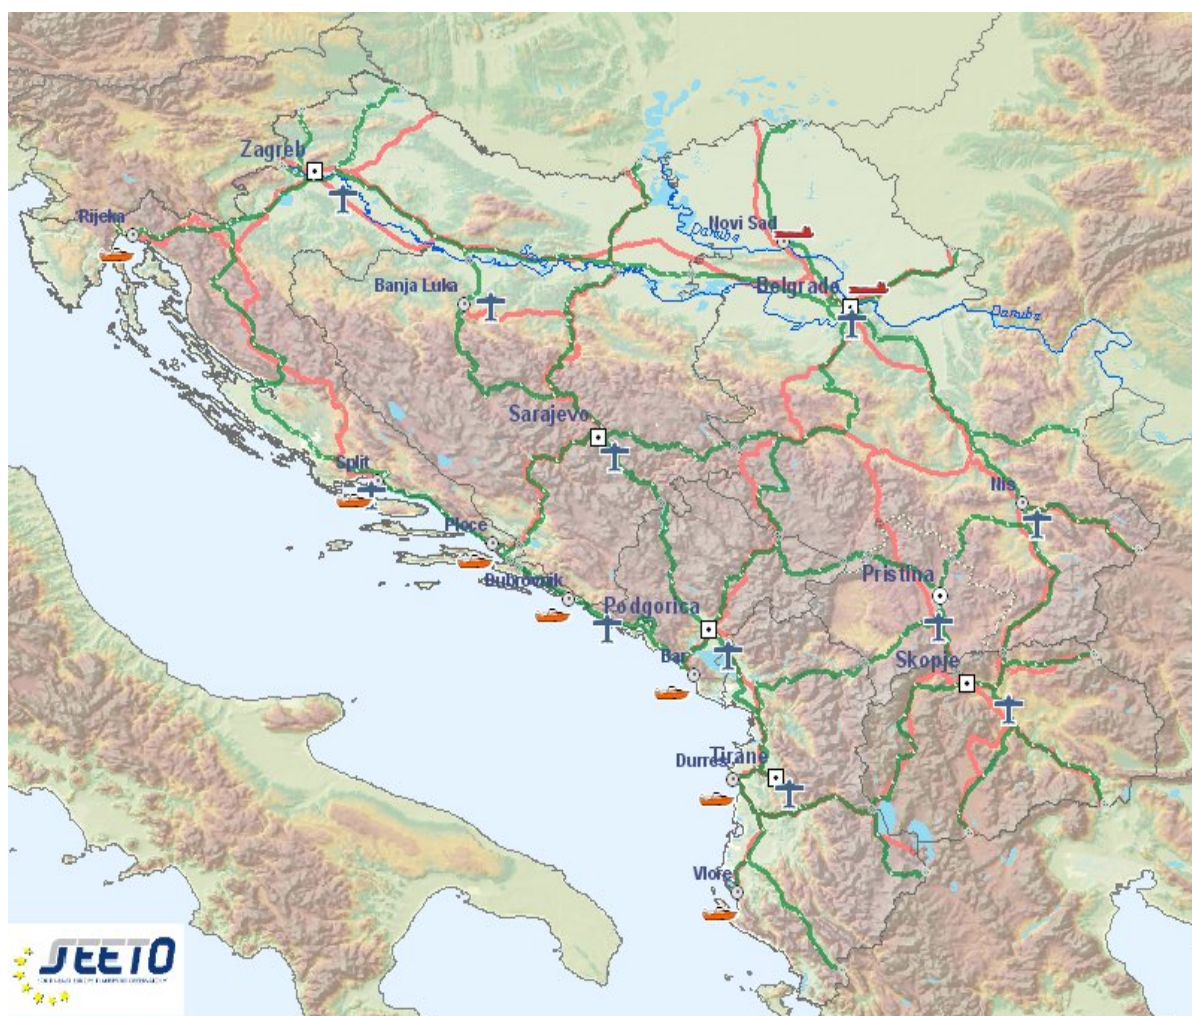 Zagreb
Rijeka
Novi Sad
Danube
Sava
Banja Luka
Belgrade
Danube
Sarajevo
Split
Nis
Ploce
Pristina
Dubrovnik
Podgorica
Bar
Skopje
Tirane
Durres
Vlore
SEETO